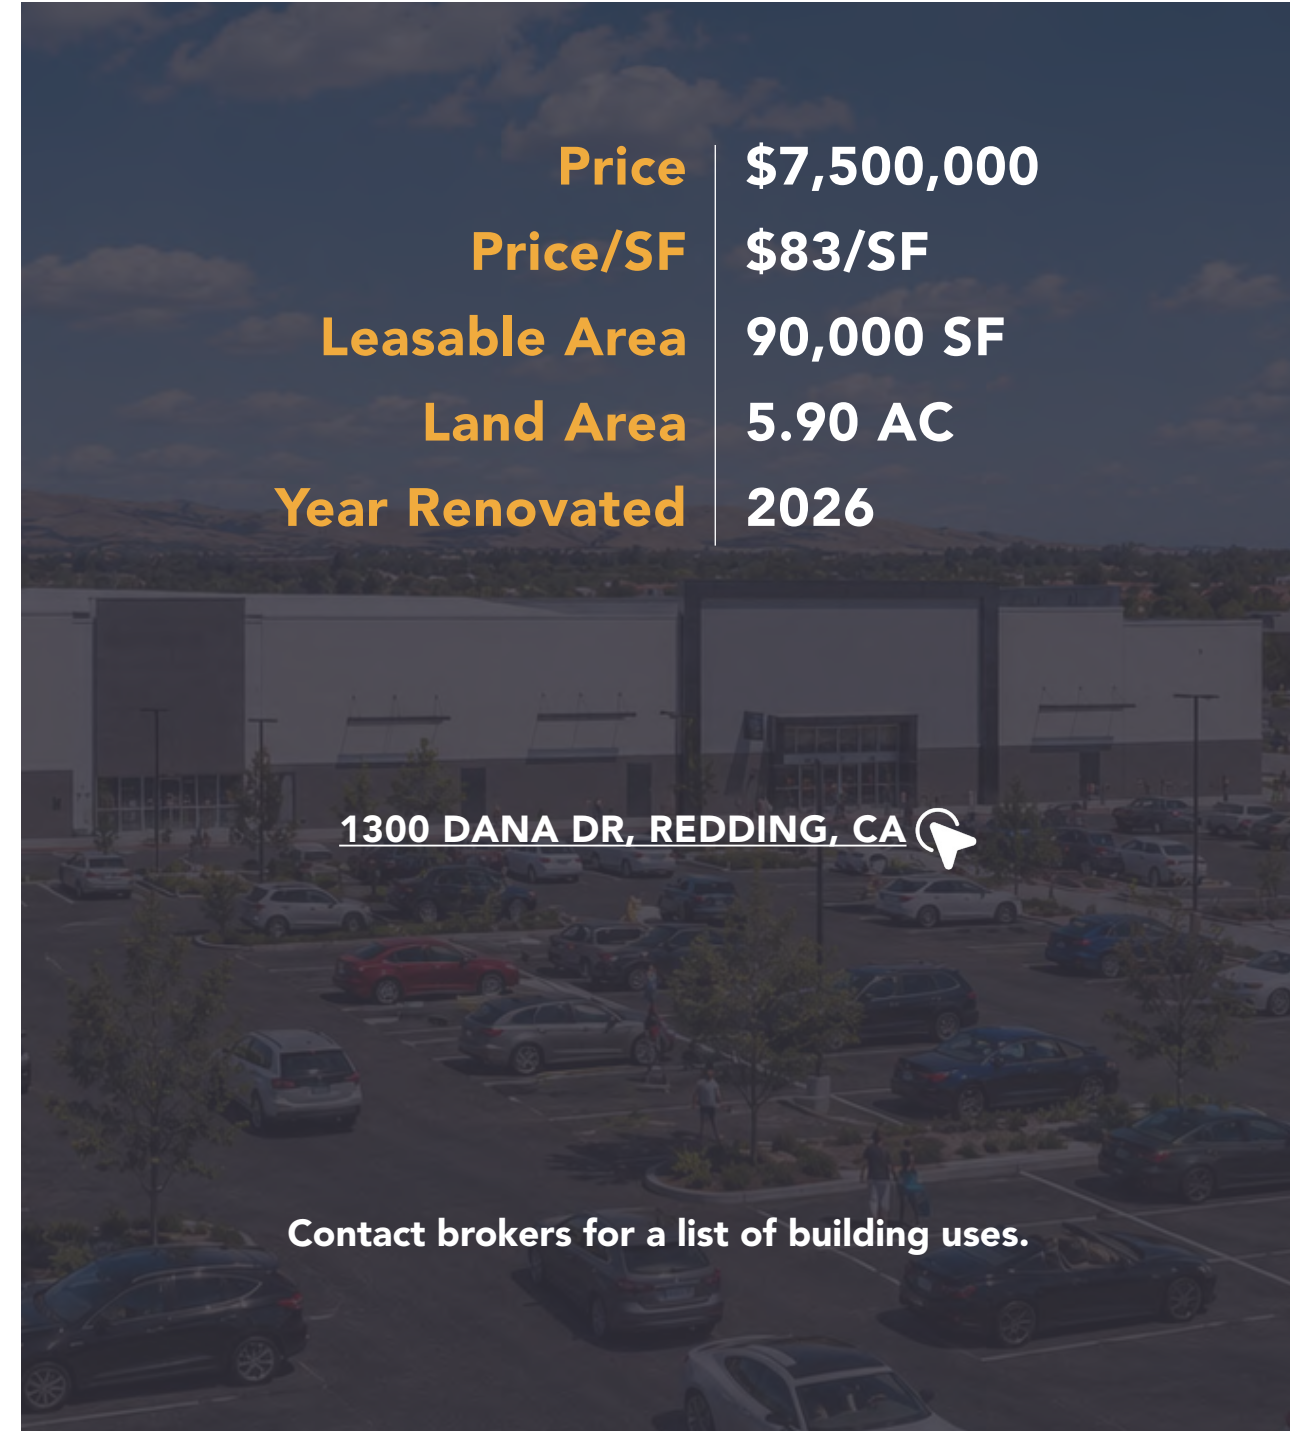 Price $7,500,000
Price/SF $83/SF
Leasable Area 90,000 SF
Land Area 5.90 AC
Year Renovated 2026
1300 DANA DR, REDDING, CA
Contact brokers for a list of building uses.